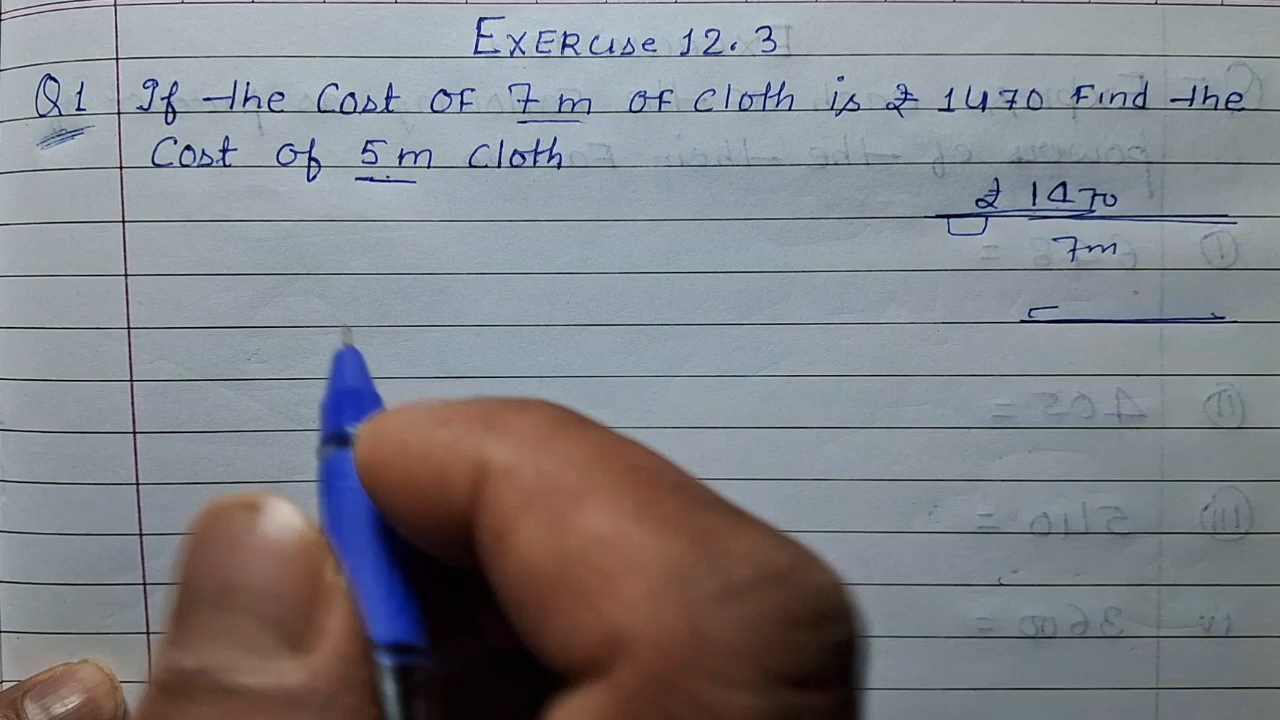 Exercise 12.3
Q1 If the Cost of 7 m of Cloth is ₹ 1470 Find the
Cost of 5 m Cloth
₹ 1470
7m